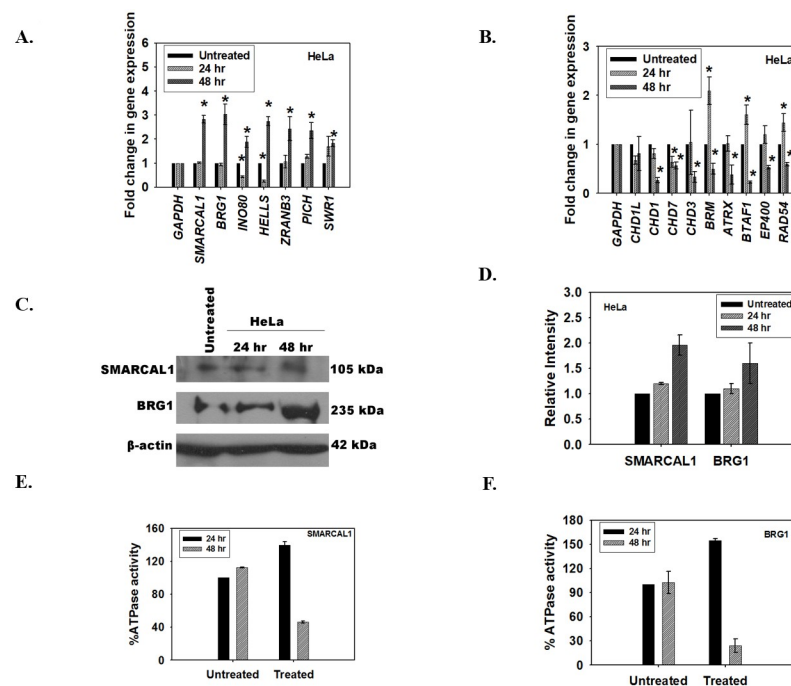 A.
Fold change in gene expression
6
5
4
3
2
1
0
Untreated
24 hr
48 hr
HeLa
* * * * * * * * *
GAPDH
SMARCAL1
BRG1
INO80
HELLS
ZRANB3
PICH
SWR1
B.
Fold change in gene expression
3
2
1
0
Untreated
24 hr
48 hr
HeLa
* * * * * * * * * * * *
GAPDH
CHD1L
CHD1
CHD7
CHD3
BRM
ATRX
BTAF1
EP400
RAD54
C.
Untreated
HeLa
24 hr 48 hr
SMARCAL1 105 kDa
BRG1 235 kDa
β-actin 42 kDa
D.
Relative Intensity
3.0
2.5
2.0
1.5
1.0
0.5
0.0
HeLa
Untreated
24 hr
48 hr
SMARCAL1 BRG1
E.
%ATPase activity
160
120
80
40
0
24 hr
48 hr
SMARCAL1
Untreated Treated
F.
% ATPase activity
180
150
120
90
60
30
0
24 hr
48 hr
BRG1
Untreated Treated